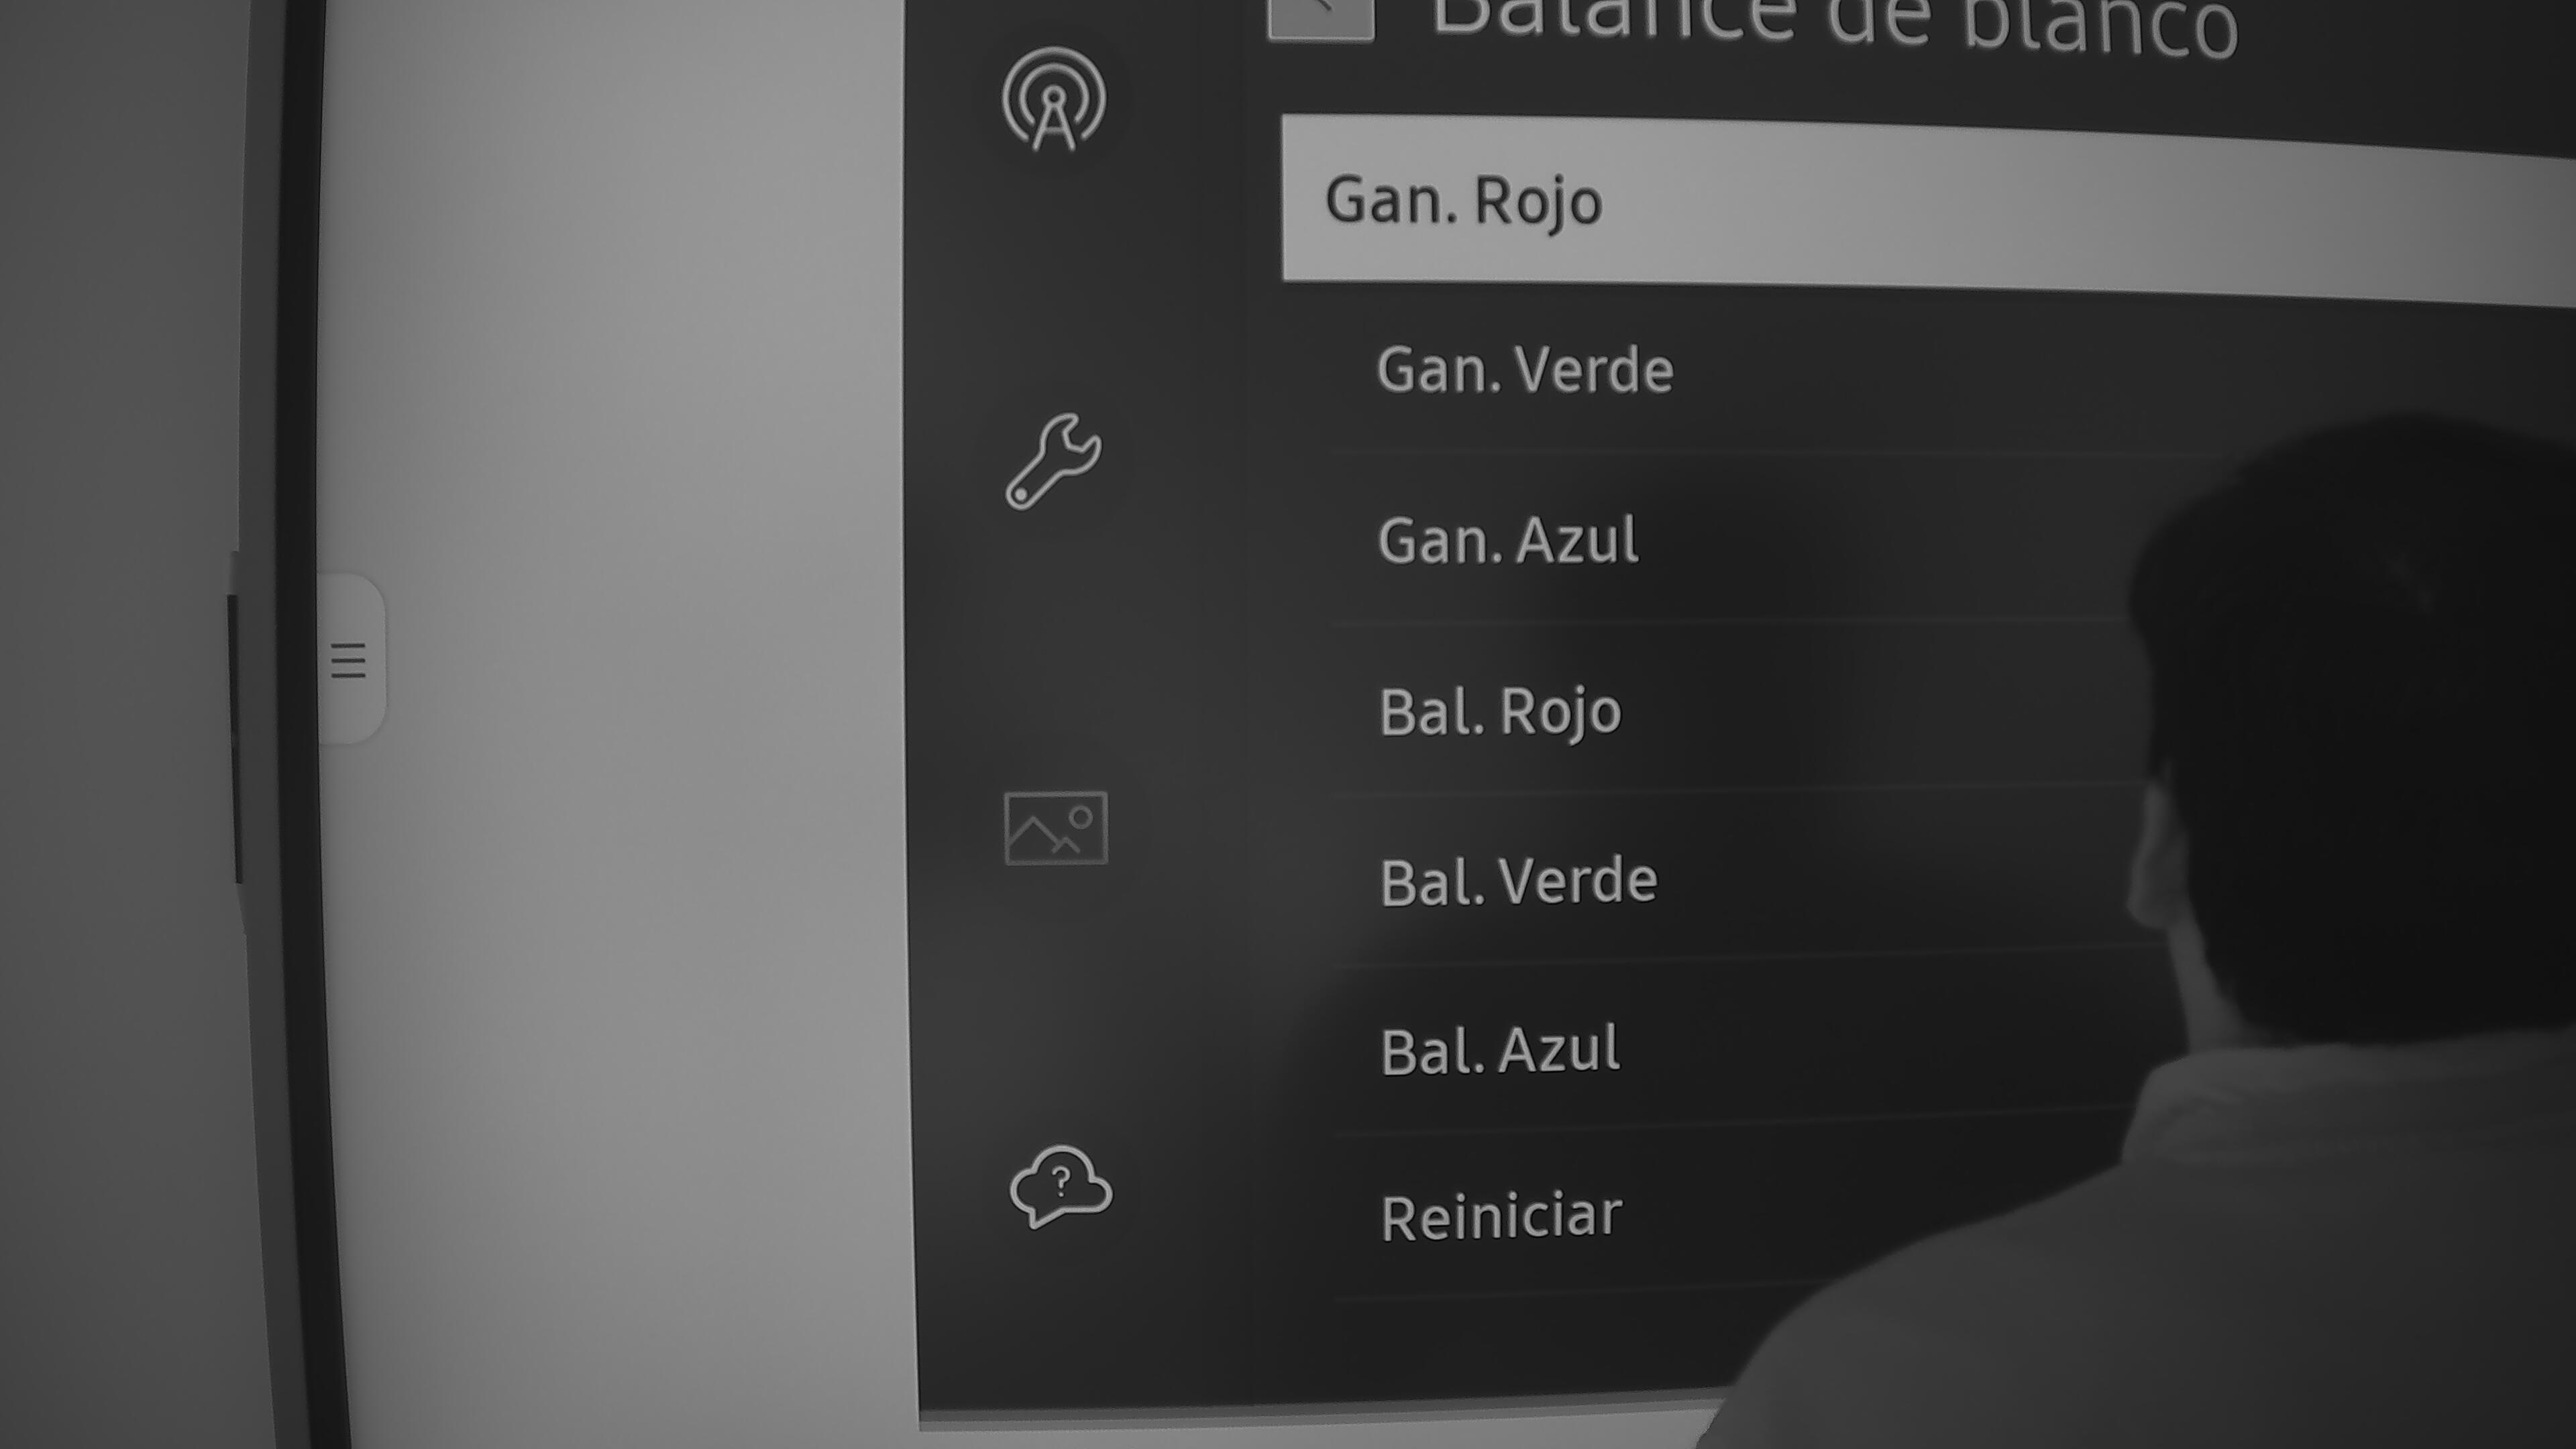 Balance de blanco
Gan. Rojo
Gan. Verde
Gan. Azul
Bal. Rojo
Bal. Verde
Bal. Azul
Reiniciar